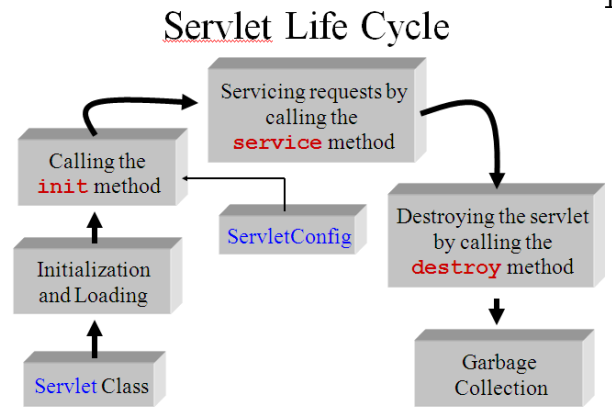 Servlet Life Cycle
Servicing requests by
calling the
service method
Calling the
init method
ServletConfig
Destroying the servlet
by calling the
destroy method
Initialization
and Loading
Servlet Class
Garbage
Collection